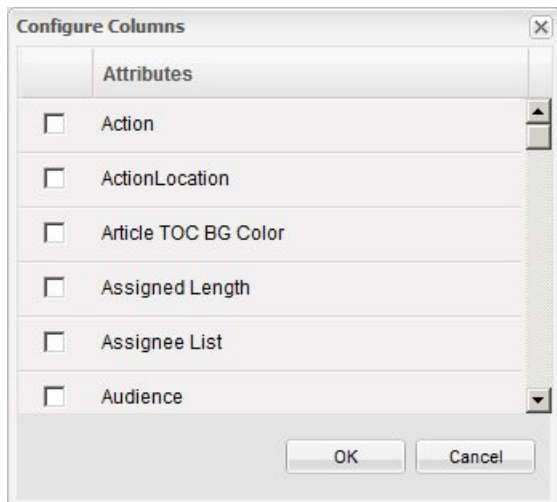 Configure Columns
Attributes
Action
ActionLocation
Article TOC BG Color
Assigned Length
Assignee List
Audience
OK Cancel